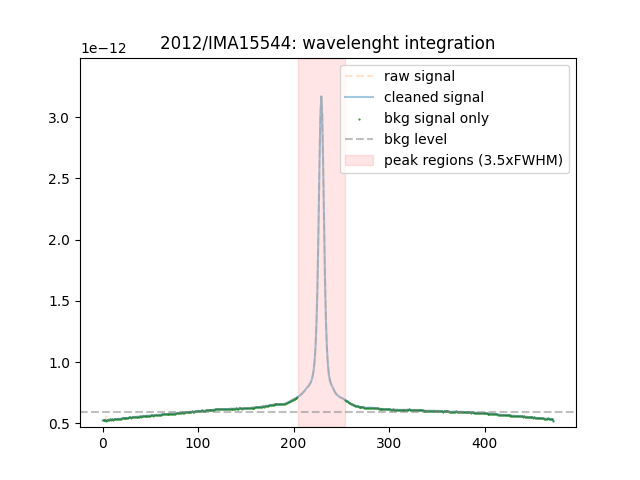 2012/IMA15544: wavelenght integration
1e−12
raw signal
cleaned signal
bkg signal only
bkg level
peak regions (3.5xFWHM)
3.0
2.5
2.0
1.5
1.0
0.5
0 100 200 300 400